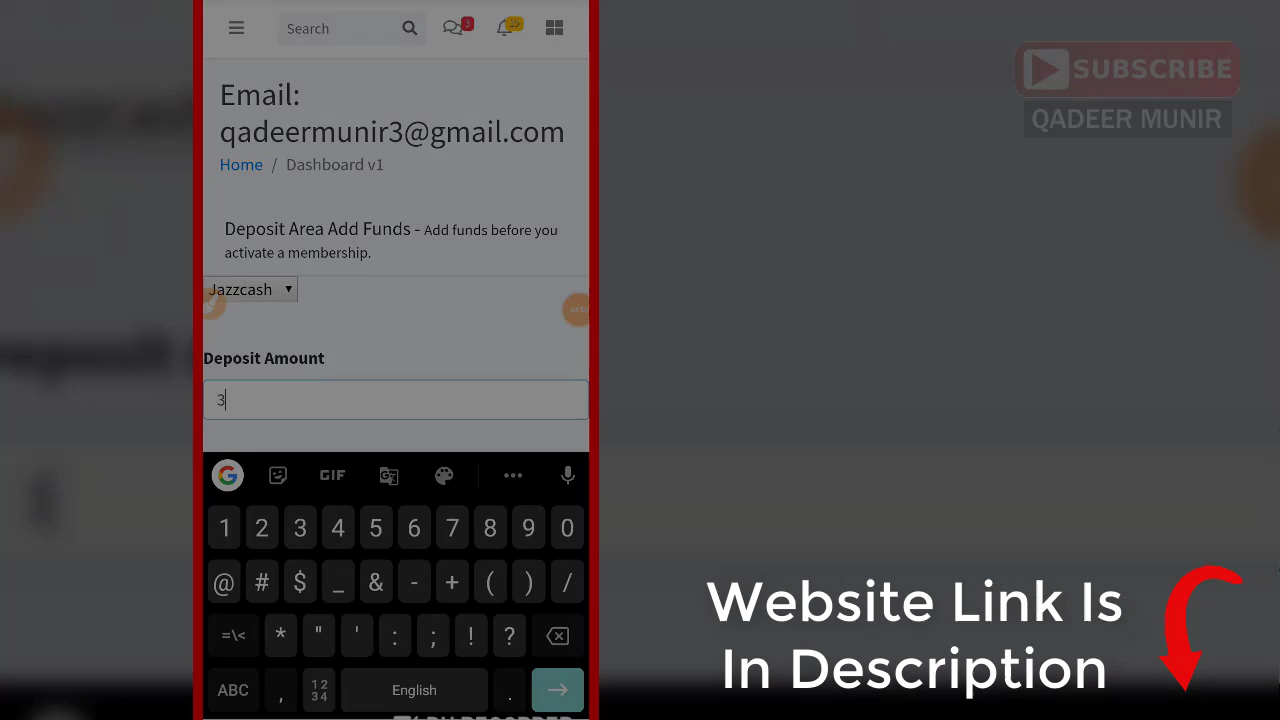 Search
3
15
Email:
qadeermunir3@gmail.com
Home / Dashboard v1
Deposit Area Add Funds - Add funds before you
activate a membership.
Jazzcash
Deposit Amount
3
GIF
1 2 3 4 5 6 7 8 9 0
@ # $ _ & - + ( ) /
=\< * " ' : ; ! ?
ABC , 12 34 English .
SUBSCRIBE
QADEER MUNIR
Website Link Is
In Description